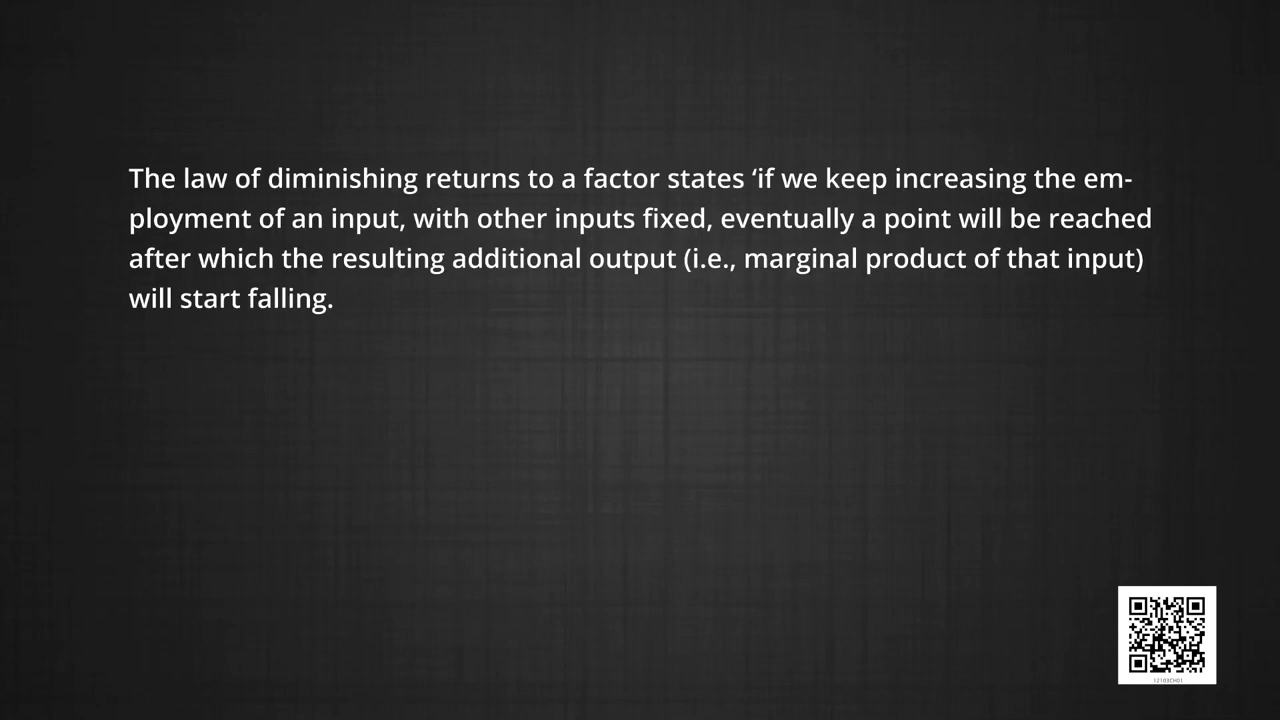 The law of diminishing returns to a factor states ‘if we keep increasing the em-
ployment of an input, with other inputs fixed, eventually a point will be reached
after which the resulting additional output (i.e., marginal product of that input)
will start falling.
12103CH01